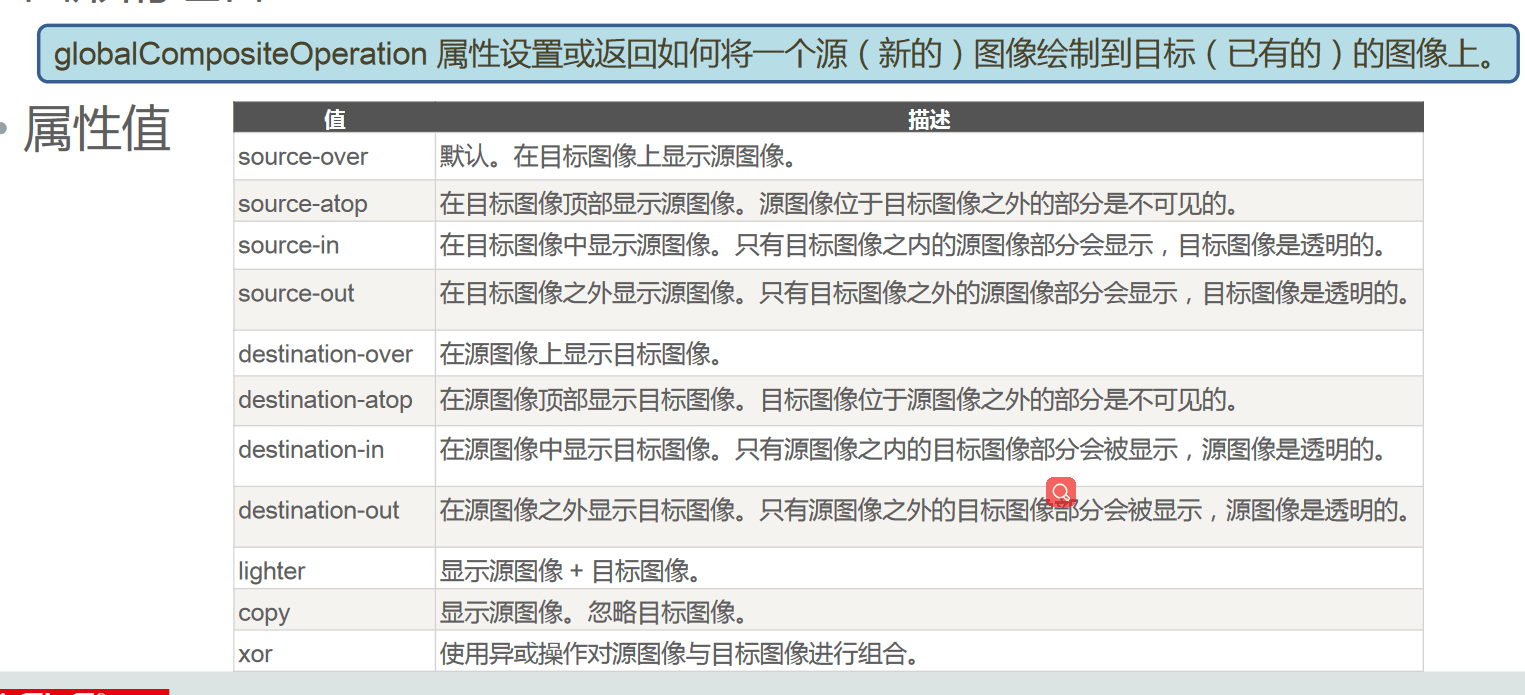 globalCompositeOperation 属性设置或返回如何将一个源（新的）图像绘制到目标（已有的）的图像上。
• 属性值
值 描述
source-over 默认。在目标图像上显示源图像。
source-atop 在目标图像顶部显示源图像。源图像位于目标图像之外的部分是不可见的。
source-in 在目标图像中显示源图像。只有目标图像之内的源图像部分会显示，目标图像是透明的。
source-out 在目标图像之外显示源图像。只有目标图像之外的源图像部分会显示，目标图像是透明的。
destination-over 在源图像上显示目标图像。
destination-atop 在源图像顶部显示目标图像。目标图像位于源图像之外的部分是不可见的。
destination-in 在源图像中显示目标图像。只有源图像之内的目标图像部分会被显示，源图像是透明的。
destination-out 在源图像之外显示目标图像。只有源图像之外的目标图像部分会被显示，源图像是透明的。
lighter 显示源图像 + 目标图像。
copy 显示源图像。忽略目标图像。
xor 使用异或操作对源图像与目标图像进行组合。